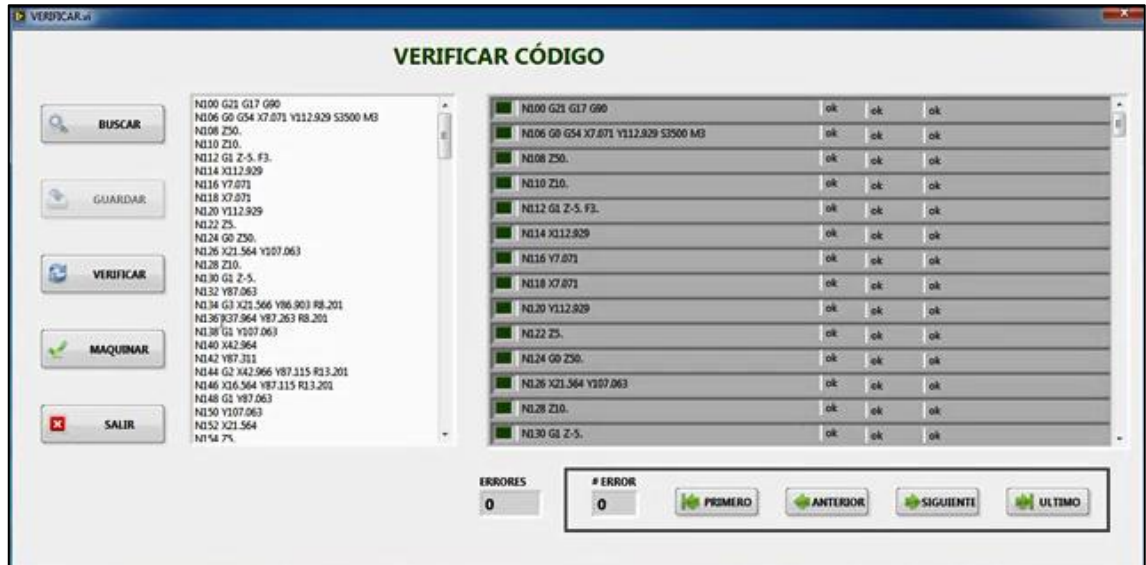 VERIFICAR.vi
VERIFICAR CÓDIGO
BUSCAR
GUARDAR
VERIFICAR
MAQUINAR
SALIR
N100 G21 G17 G90
N106 G0 G54 X7.071 Y112.929 S3500 M3
N108 Z50.
N110 Z10.
N112 G1 Z-5. F3.
N114 X112.929
N116 Y7.071
N118 X7.071
N120 Y112.929
N122 Z5.
N124 G0 Z50.
N126 X21.564 Y107.063
N128 Z10.
N130 G1 Z-5.
N132 Y87.063
N134 G3 X21.566 Y86.903 R8.201
N136 X37.964 Y87.263 R8.201
N138 G1 Y107.063
N140 X42.964
N142 Y87.311
N144 G2 X42.966 Y87.115 R13.201
N146 X16.564 Y87.115 R13.201
N148 G1 Y87.063
N150 Y107.063
N152 X21.564
N154 Z5.
N100 G21 G17 G90 ok ok ok
N106 G0 G54 X7.071 Y112.929 S3500 M3 ok ok ok
N108 Z50. ok ok ok
N110 Z10. ok ok ok
N112 G1 Z-5. F3. ok ok ok
N114 X112.929 ok ok ok
N116 Y7.071 ok ok ok
N118 X7.071 ok ok ok
N120 Y112.929 ok ok ok
N122 Z5. ok ok ok
N124 G0 Z50. ok ok ok
N126 X21.564 Y107.063 ok ok ok
N128 Z10. ok ok ok
N130 G1 Z-5. ok ok ok
ERRORES
0
# ERROR
0
PRIMERO
ANTERIOR
SIGUIENTE
ULTIMO